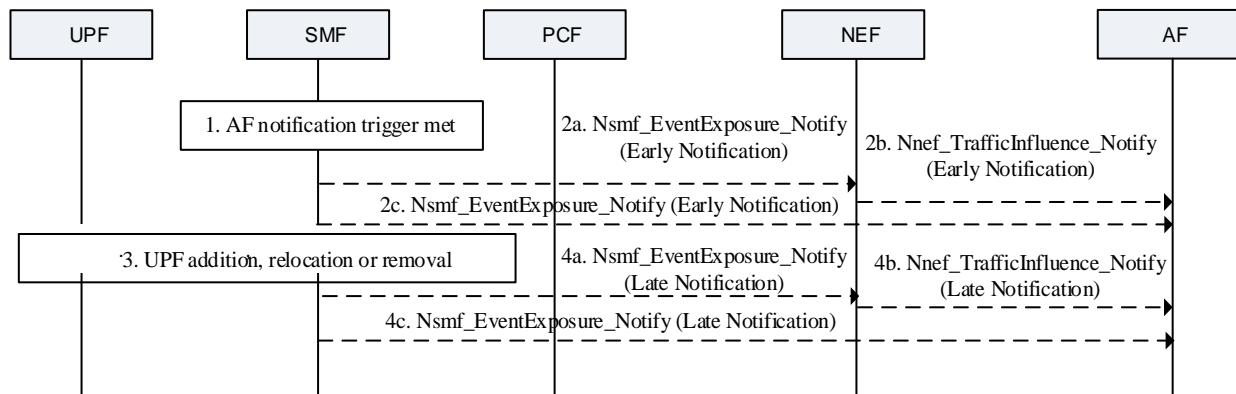 UPF
SMF
PCF
NEF
AF
1. AF notification trigger met
2a. Nsmf_EventExposure_Notify
(Early Notification)
2b. Nnef_TrafficInfluence_Notify
(Early Notification)
2c. Nsmf_EventExposure_Notify (Early Notification)
3. UPF addition, relocation or removal
4a. Nsmf_EventExposure_Notify
(Late Notification)
4b. Nnef_TrafficInfluence_Notify
(Late Notification)
4c. Nsmf_EventExposure_Notify (Late Notification)